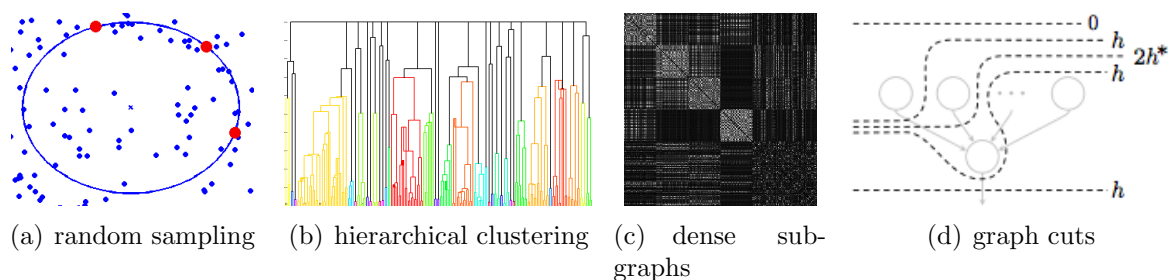 0
h
2h*
h
h
(a) random sampling
(b) hierarchical clustering
(c) dense sub-
graphs
(d) graph cuts